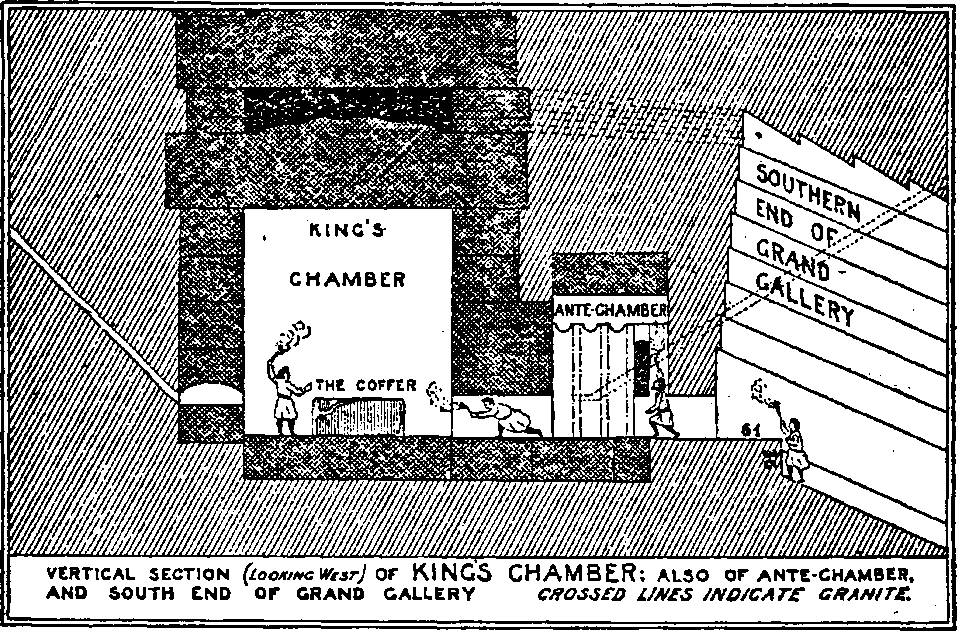 KING'S
CHAMBER
THE COFFER
ANTE-CHAMBER
SOUTHERN
END OF
GRAND
GALLERY
61
VERTICAL SECTION (LOOKING WEST) OF KING'S CHAMBER: ALSO OF ANTE-CHAMBER,
AND SOUTH END OF GRAND GALLERY CROSSED LINES INDICATE GRANITE.